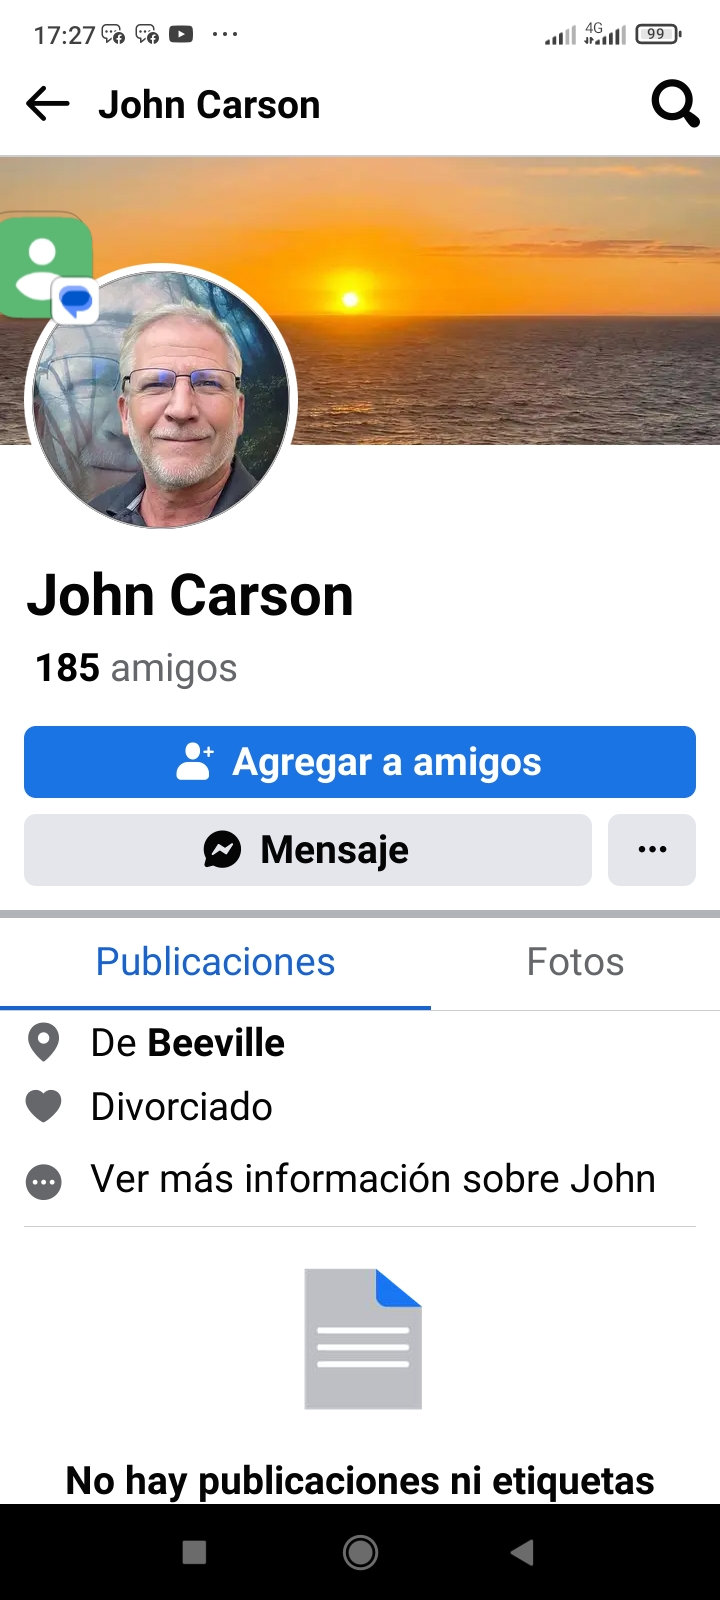 17:27 4G 99
John Carson
John Carson
185 amigos
Agregar a amigos
Mensaje
Publicaciones Fotos
De Beeville
Divorciado
Ver más información sobre John
No hay publicaciones ni etiquetas